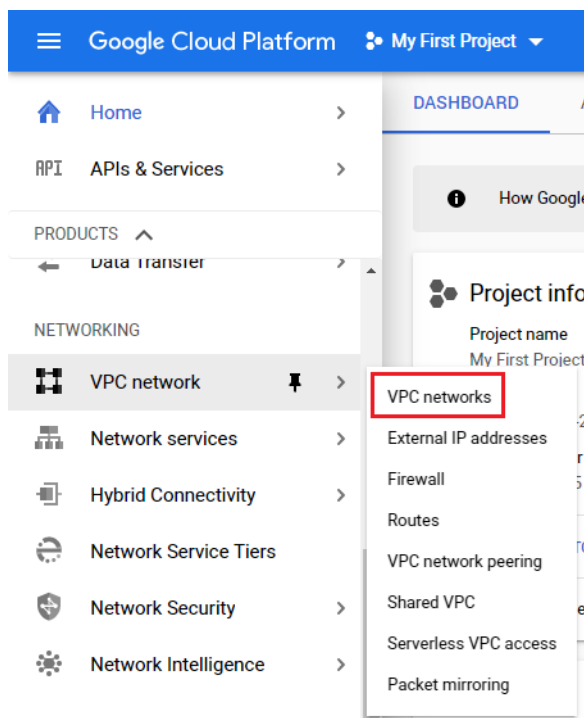 Google Cloud Platform My First Project
Home
API APIs & Services
PRODUCTS
Data Transfer
NETWORKING
VPC network
Network services
Hybrid Connectivity
Network Service Tiers
Network Security
Network Intelligence
DASHBOARD
How Google
Project info
Project name
My First Project
VPC networks
External IP addresses
Firewall
Routes
VPC network peering
Shared VPC
Serverless VPC access
Packet mirroring